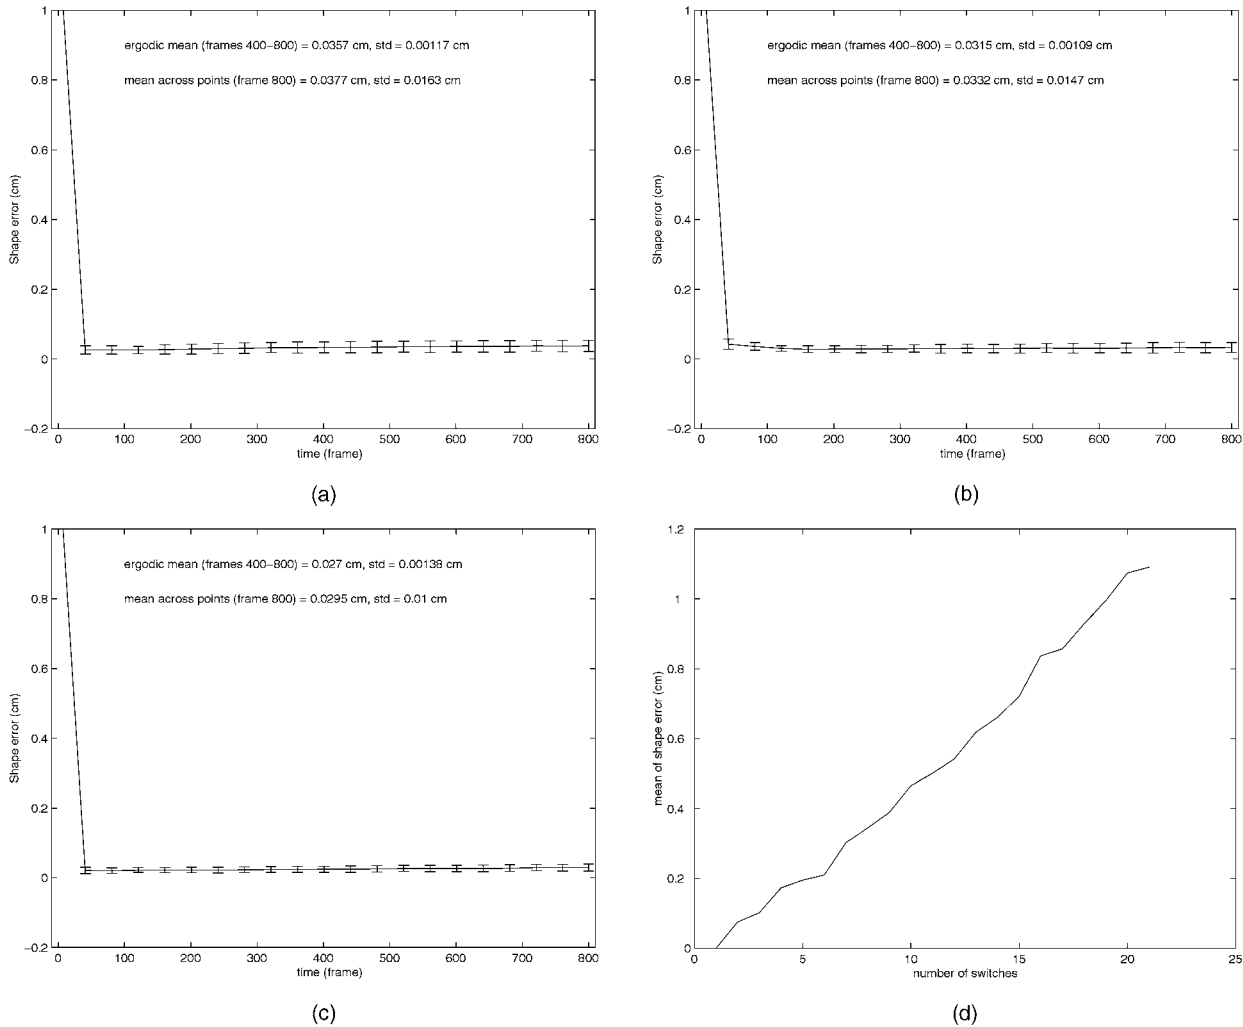 1
0.8
0.6
0.4
0.2
0
−0.2
Shape error (cm)
ergodic mean (frames 400−800) = 0.0357 cm, std = 0.00117 cm
mean across points (frame 800) = 0.0377 cm, std = 0.0163 cm
0 100 200 300 400 500 600 700 800
time (frame)
(a)
1
0.8
0.6
0.4
0.2
0
−0.2
Shape error (cm)
ergodic mean (frames 400−800) = 0.0315 cm, std = 0.00109 cm
mean across points (frame 800) = 0.0332 cm, std = 0.0147 cm
0 100 200 300 400 500 600 700 800
time (frame)
(b)
1
0.8
0.6
0.4
0.2
0
−0.2
Shape error (cm)
ergodic mean (frames 400−800) = 0.027 cm, std = 0.00138 cm
mean across points (frame 800) = 0.0295 cm, std = 0.01 cm
0 100 200 300 400 500 600 700 800
time (frame)
(c)
1.2
1
0.8
0.6
0.4
0.2
0
mean of shape error (cm)
0 5 10 15 20 25
number of switches
(d)